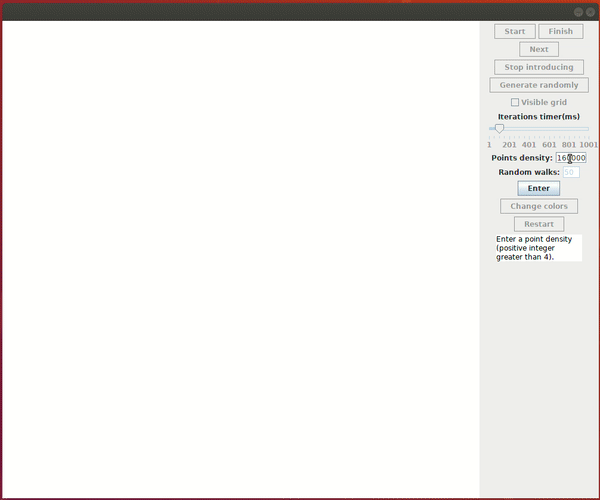 Start Finish
Next
Stop introducing
Generate randomly
Visible grid
Iterations timer(ms)
1 201 401 601 801 1001
Points density: 160000
Random walks: 50
Enter
Change colors
Restart
Enter a point density
(positive integer
greater than 4).